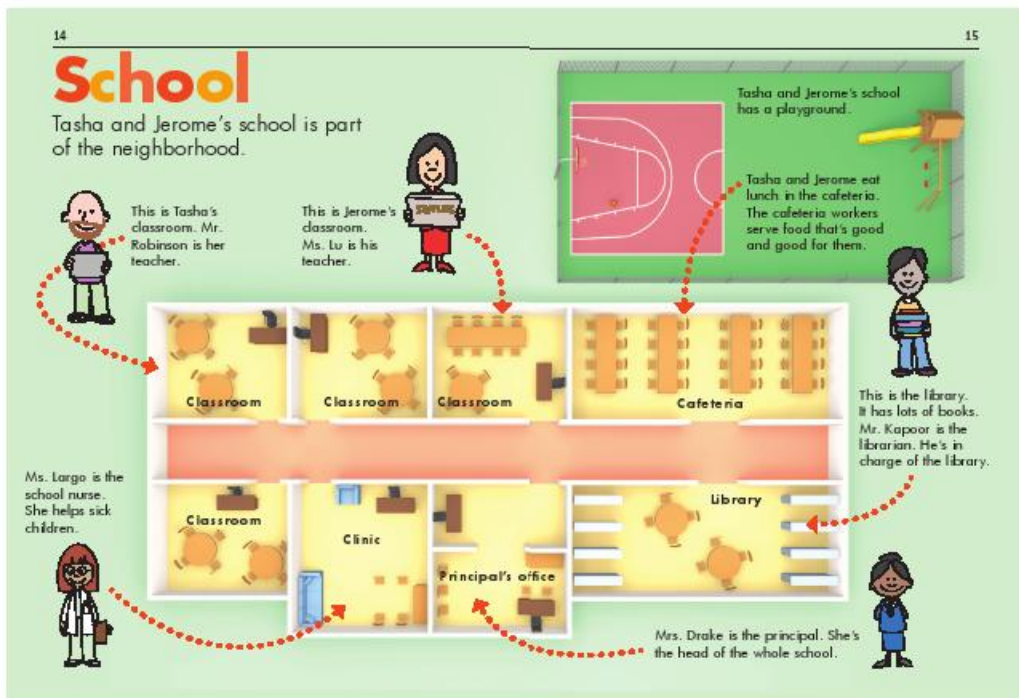 14
15
School
Tasha and Jerome's school is part
of the neighborhood.
This is Tasha's
classroom. Mr.
Robinson is her
teacher.
This is Jerome's
classroom.
Ms. Lu is his
teacher.
Tasha and Jerome's school
has a playground.
Tasha and Jerome eat
lunch in the cafeteria.
The cafeteria workers
serve food that's good
and good for them.
Classroom
Classroom
Classroom
Cafeteria
This is the library.
It has lots of books.
Mr. Kapoor is the
librarian. He's in
charge of the library.
Ms. Largo is the
school nurse.
She helps sick
children.
Classroom
Clinic
Principal's office
Library
Mrs. Drake is the principal. She's
the head of the whole school.